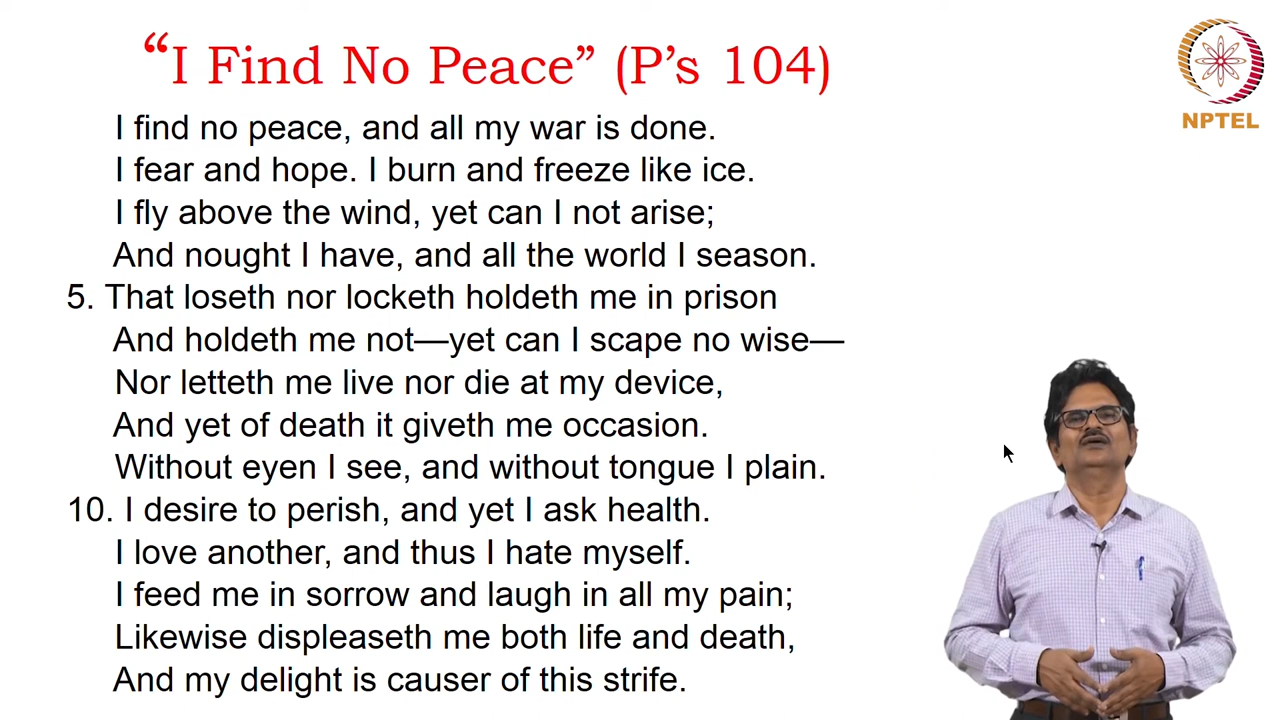 “I Find No Peace” (P’s 104)
NPTEL
I find no peace, and all my war is done.
I fear and hope. I burn and freeze like ice.
I fly above the wind, yet can I not arise;
And nought I have, and all the world I season.
5. That loseth nor locketh holdeth me in prison
And holdeth me not—yet can I scape no wise—
Nor letteth me live nor die at my device,
And yet of death it giveth me occasion.
Without eyen I see, and without tongue I plain.
10. I desire to perish, and yet I ask health.
I love another, and thus I hate myself.
I feed me in sorrow and laugh in all my pain;
Likewise displeaseth me both life and death,
And my delight is causer of this strife.